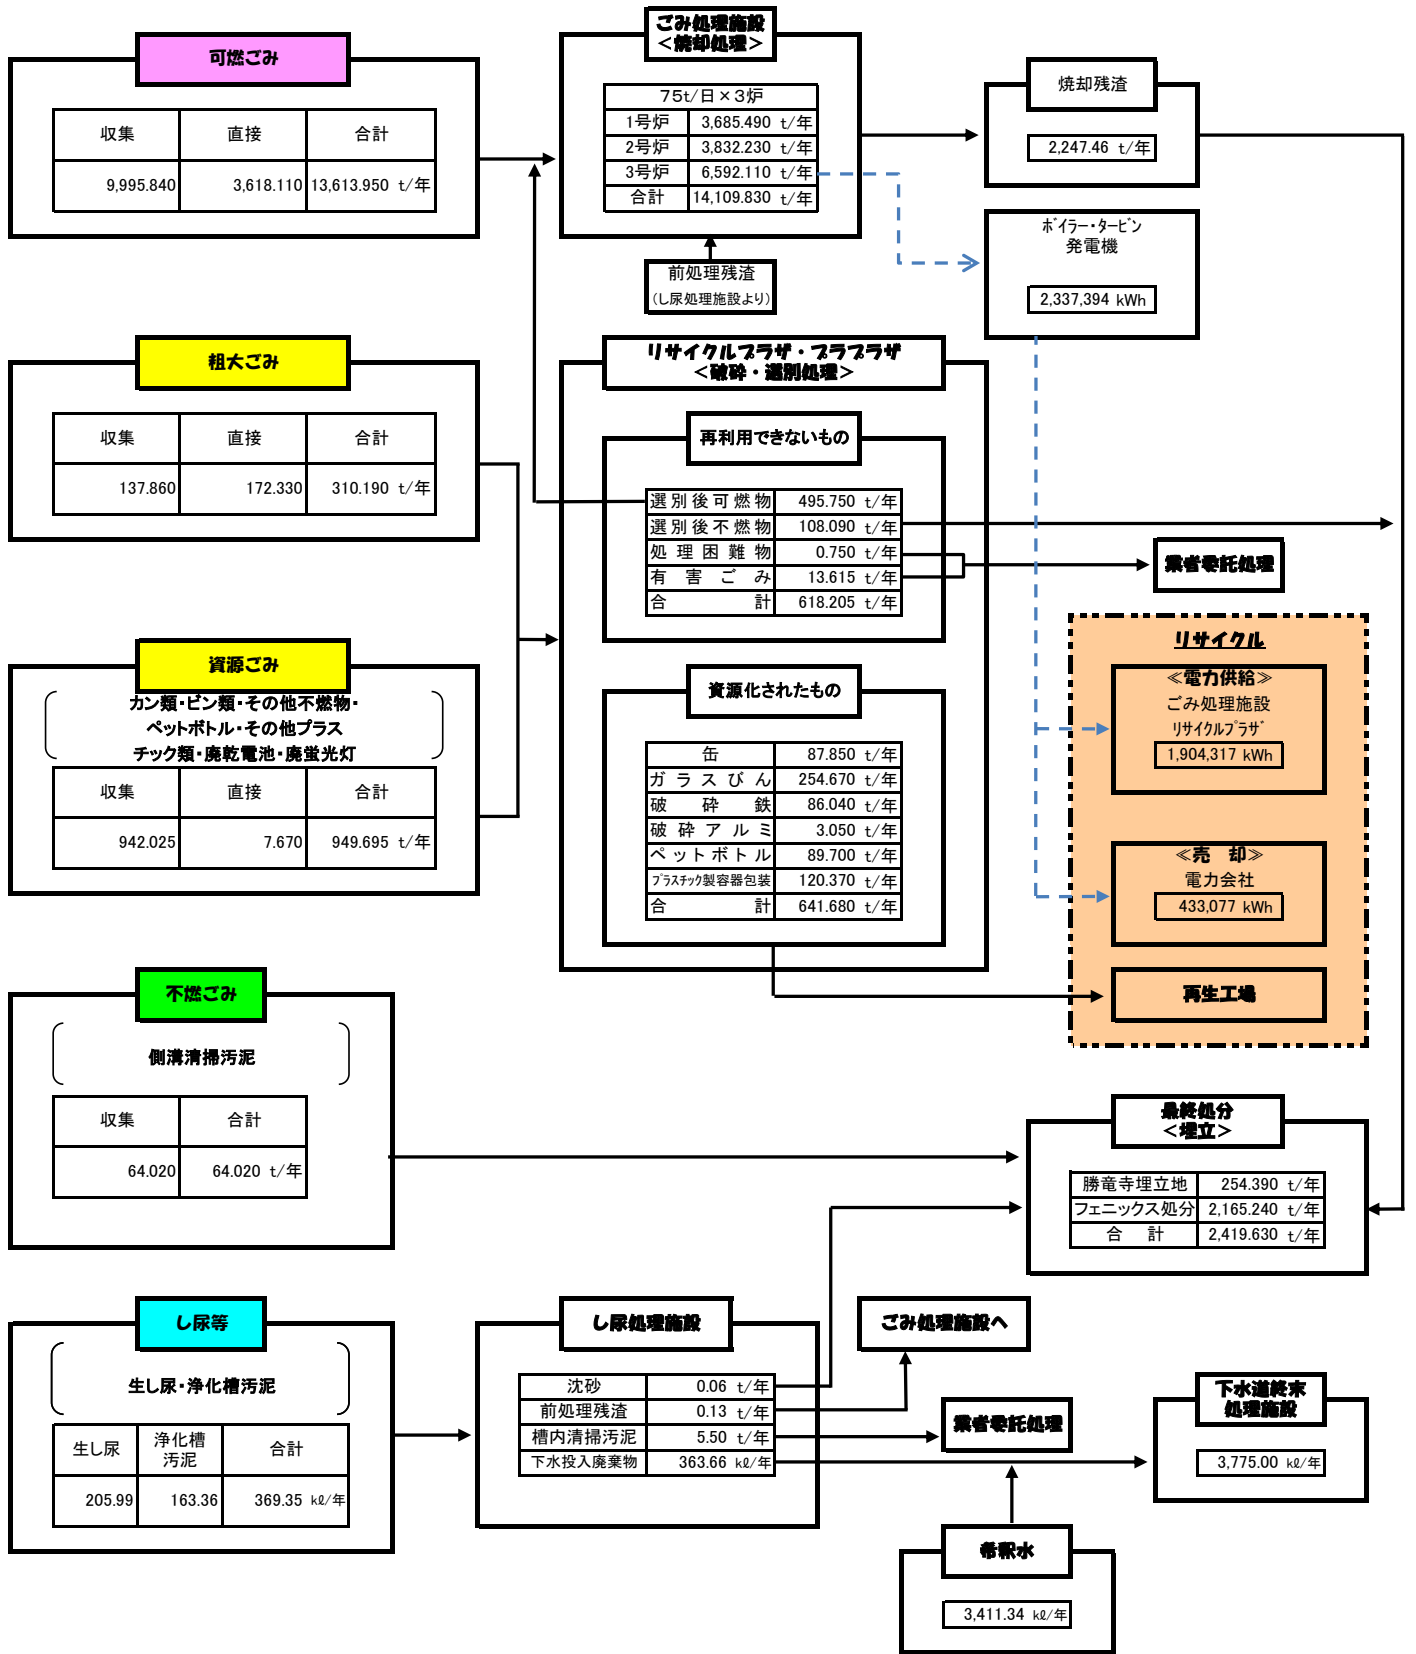 可燃ごみ
収集 直接 合計
9,995.840 3,618.110 13,613.950 t/年
ごみ処理施設
＜焼却処理＞
75t/日×3炉
1号炉 3,685.490 t/年
2号炉 3,832.230 t/年
3号炉 6,592.110 t/年
合計 14,109.830 t/年
前処理残渣
(し尿処理施設より)
焼却残渣
2,247.46 t/年
ボイラー・タービン
発電機
2,337,394 kWh
粗大ごみ
収集 直接 合計
137.860 172.330 310.190 t/年
資源ごみ
カン類・ビン類・その他不燃物・
ペットボトル・その他プラス
チック類・廃乾電池・廃蛍光灯
収集 直接 合計
942.025 7.670 949.695 t/年
リサイクルプラザ・プラプラザ
＜破砕・選別処理＞
再利用できないもの
選別後可燃物 495.750 t/年
選別後不燃物 108.090 t/年
処理困難物 0.750 t/年
有害ごみ 13.615 t/年
合計 618.205 t/年
資源化されたもの
缶 87.850 t/年
ガラスびん 254.670 t/年
破砕鉄 86.040 t/年
破砕アルミ 3.050 t/年
ペットボトル 89.700 t/年
プラスチック製容器包装 120.370 t/年
合計 641.680 t/年
業者委託処理
リサイクル
≪電力供給≫
ごみ処理施設
リサイクルプラザ
1,904,317 kWh
≪売 却≫
電力会社
433,077 kWh
再生工場
不燃ごみ
側溝清掃汚泥
収集 合計
64.020 64.020 t/年
最終処分
＜埋立＞
勝竜寺埋立地 254.390 t/年
フェニックス処分 2,165.240 t/年
合 計 2,419.630 t/年
し尿等
生し尿・浄化槽汚泥
生し尿 浄化槽
汚泥 合計
205.99 163.36 369.35 kℓ/年
し尿処理施設
沈砂 0.06 t/年
前処理残渣 0.13 t/年
槽内清掃汚泥 5.50 t/年
下水投入廃棄物 363.66 kℓ/年
ごみ処理施設へ
業者委託処理
下水道終末
処理施設
3,775.00 kℓ/年
希釈水
3,411.34 kℓ/年